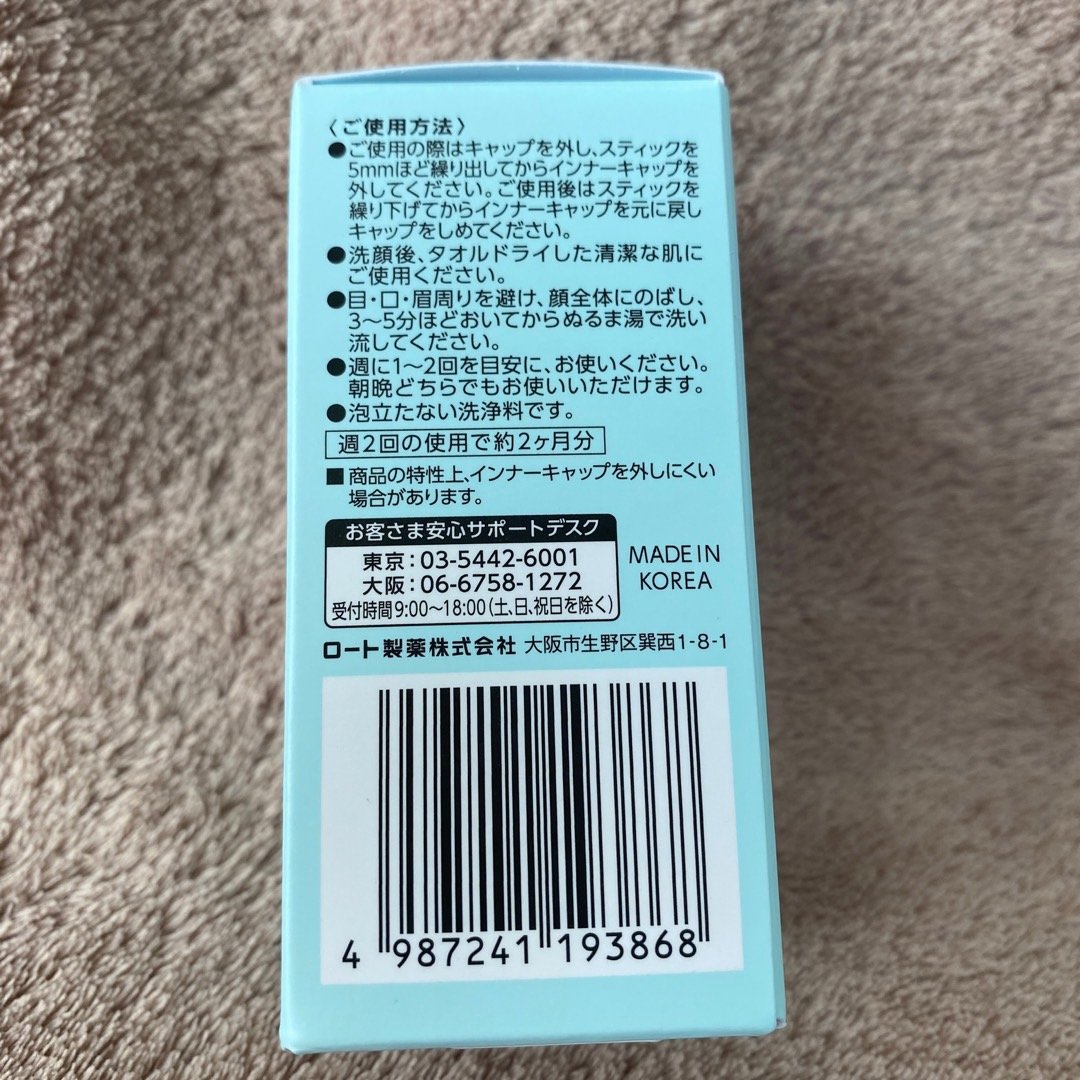 〈ご使用方法〉
●ご使用の際はキャップを外し、スティックを
5mmほど繰り出してからインナーキャップを
外してください。ご使用後はスティックを
繰り下げてからインナーキャップを元に戻し
キャップをしめてください。
●洗顔後、タオルドライした清潔な肌に
ご使用ください。
●目・口・眉周りを避け、顔全体にのばし、
3〜5分ほどおいてからぬるま湯で洗い
流してください。
●週に1〜2回を目安に、お使いください。
朝晩どちらでもお使いいただけます。
●泡立たない洗浄料です。
週2回の使用で約2ヶ月分
■商品の特性上、インナーキャップを外しにくい
場合があります。
お客さま安心サポートデスク
東京：03-5442-6001
大阪：06-6758-1272
受付時間9:00〜18:00(土、日、祝日を除く)
MADE IN
KOREA
ロート製薬株式会社 大阪市生野区巽西1-8-1
4 987241 193868